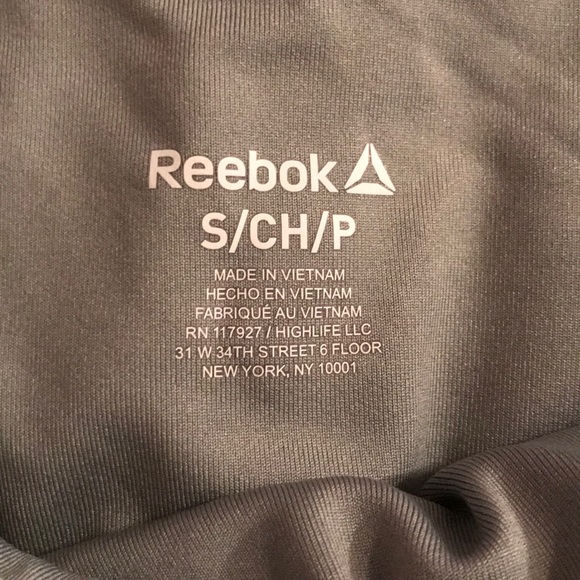 Reebok
S/CH/P
MADE IN VIETNAM
HECHO EN VIETNAM
FABRIQUÉ AU VIETNAM
RN 117927 / HIGHLIFE LLC
31 W 34TH STREET 6 FLOOR
NEW YORK, NY 10001